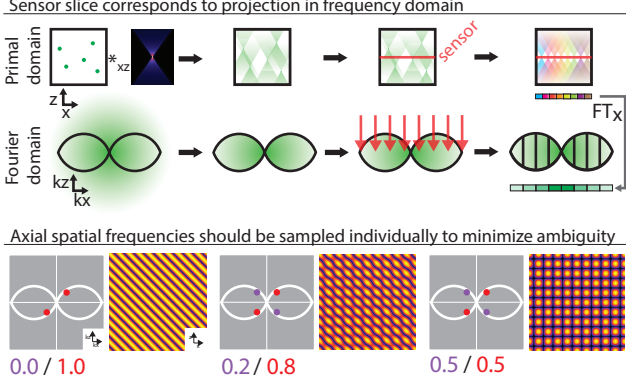 Sensor slice corresponds to projection in frequency domain
Primal
domain
*xz
sensor
z
x
FTx
Fourier
domain
kz
kx
Axial spatial frequencies should be sampled individually to minimize ambiguity
0.0 / 1.0
0.2 / 0.8
0.5 / 0.5